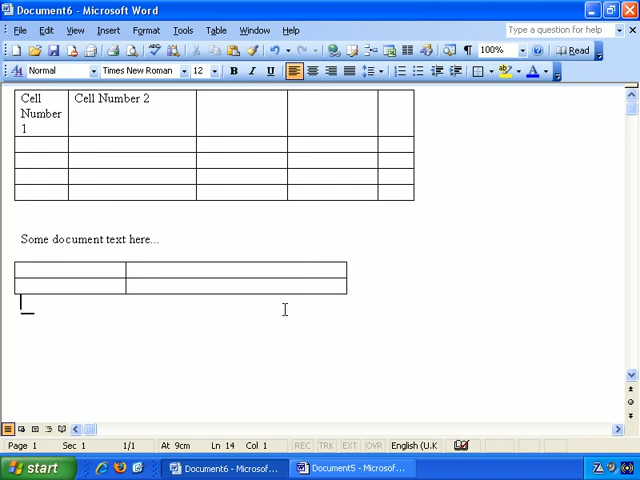 Document6 - Microsoft Word
File Edit View Insert Format Tools Table Window Help
Type a question for help
100% Read
Normal Times New Roman 12 B I U
Cell Number 1
Cell Number 2
Some document text here...
Page 1 Sec 1 1/1 At 9cm Ln 14 Col 1 REC TRK EXT OVR English (U.K
start Document6 - Microsof... Document5 - Microsof...